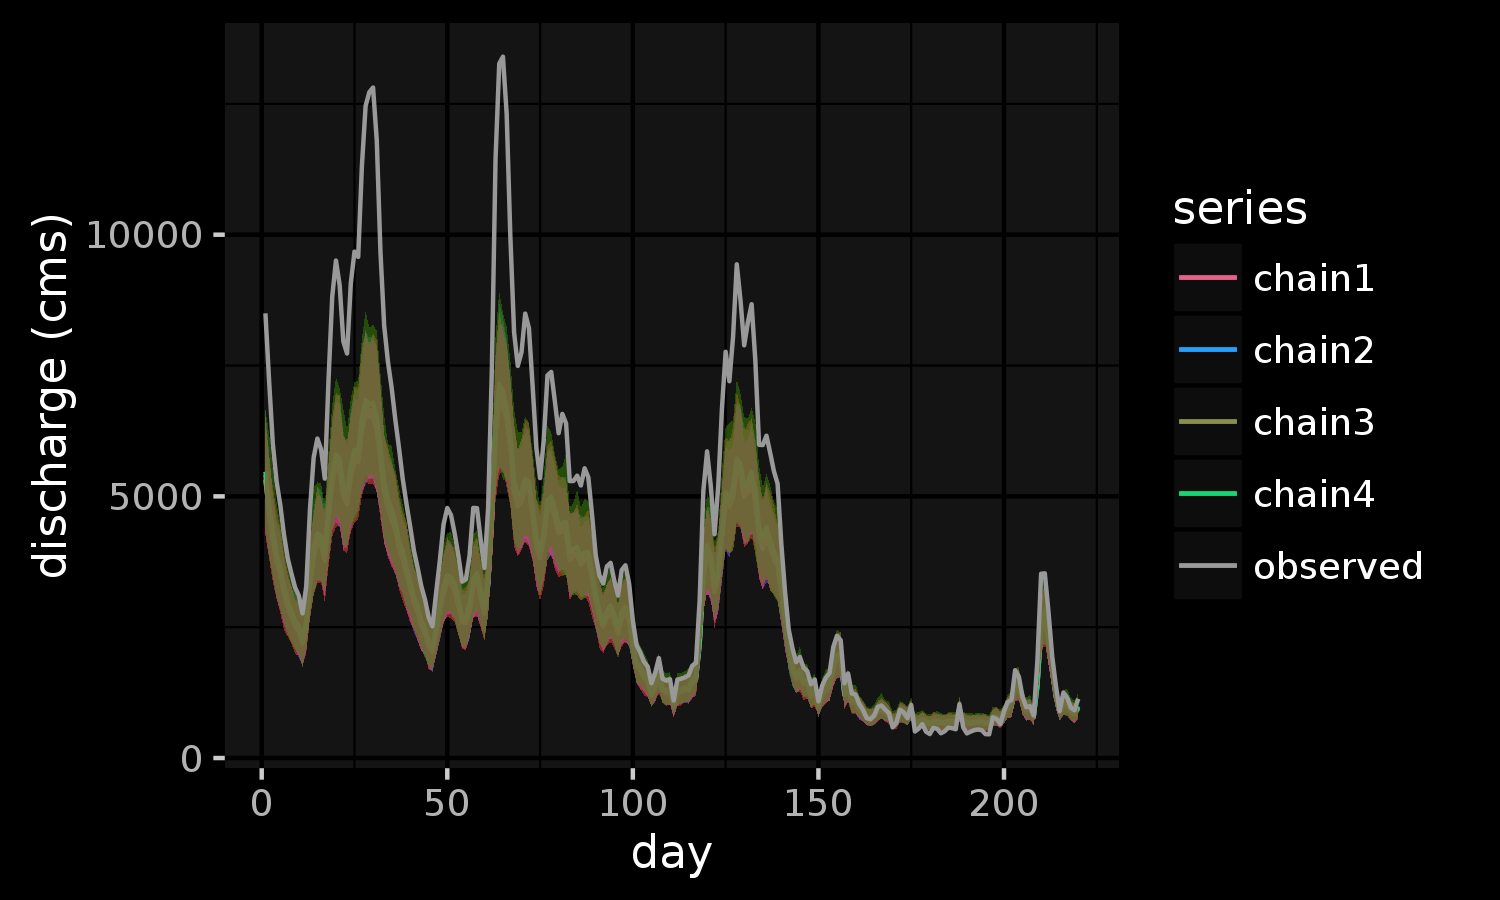 discharge (cms)
10000
5000
0
0 50 100 150 200
day
series
chain1
chain2
chain3
chain4
observed